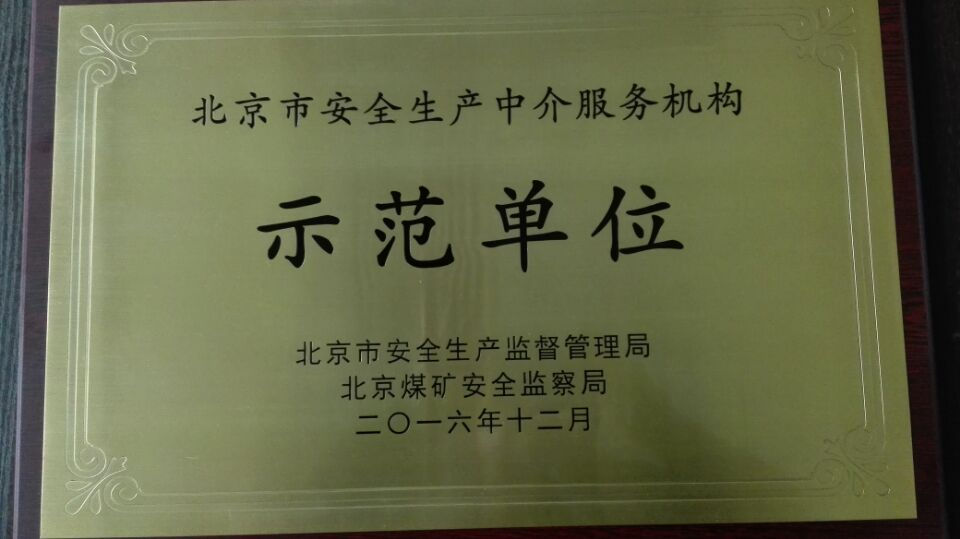 北京市安全生产中介服务机构
示范单位
北京市安全生产监督管理局
北京煤矿安全监察局
二〇一六年十二月